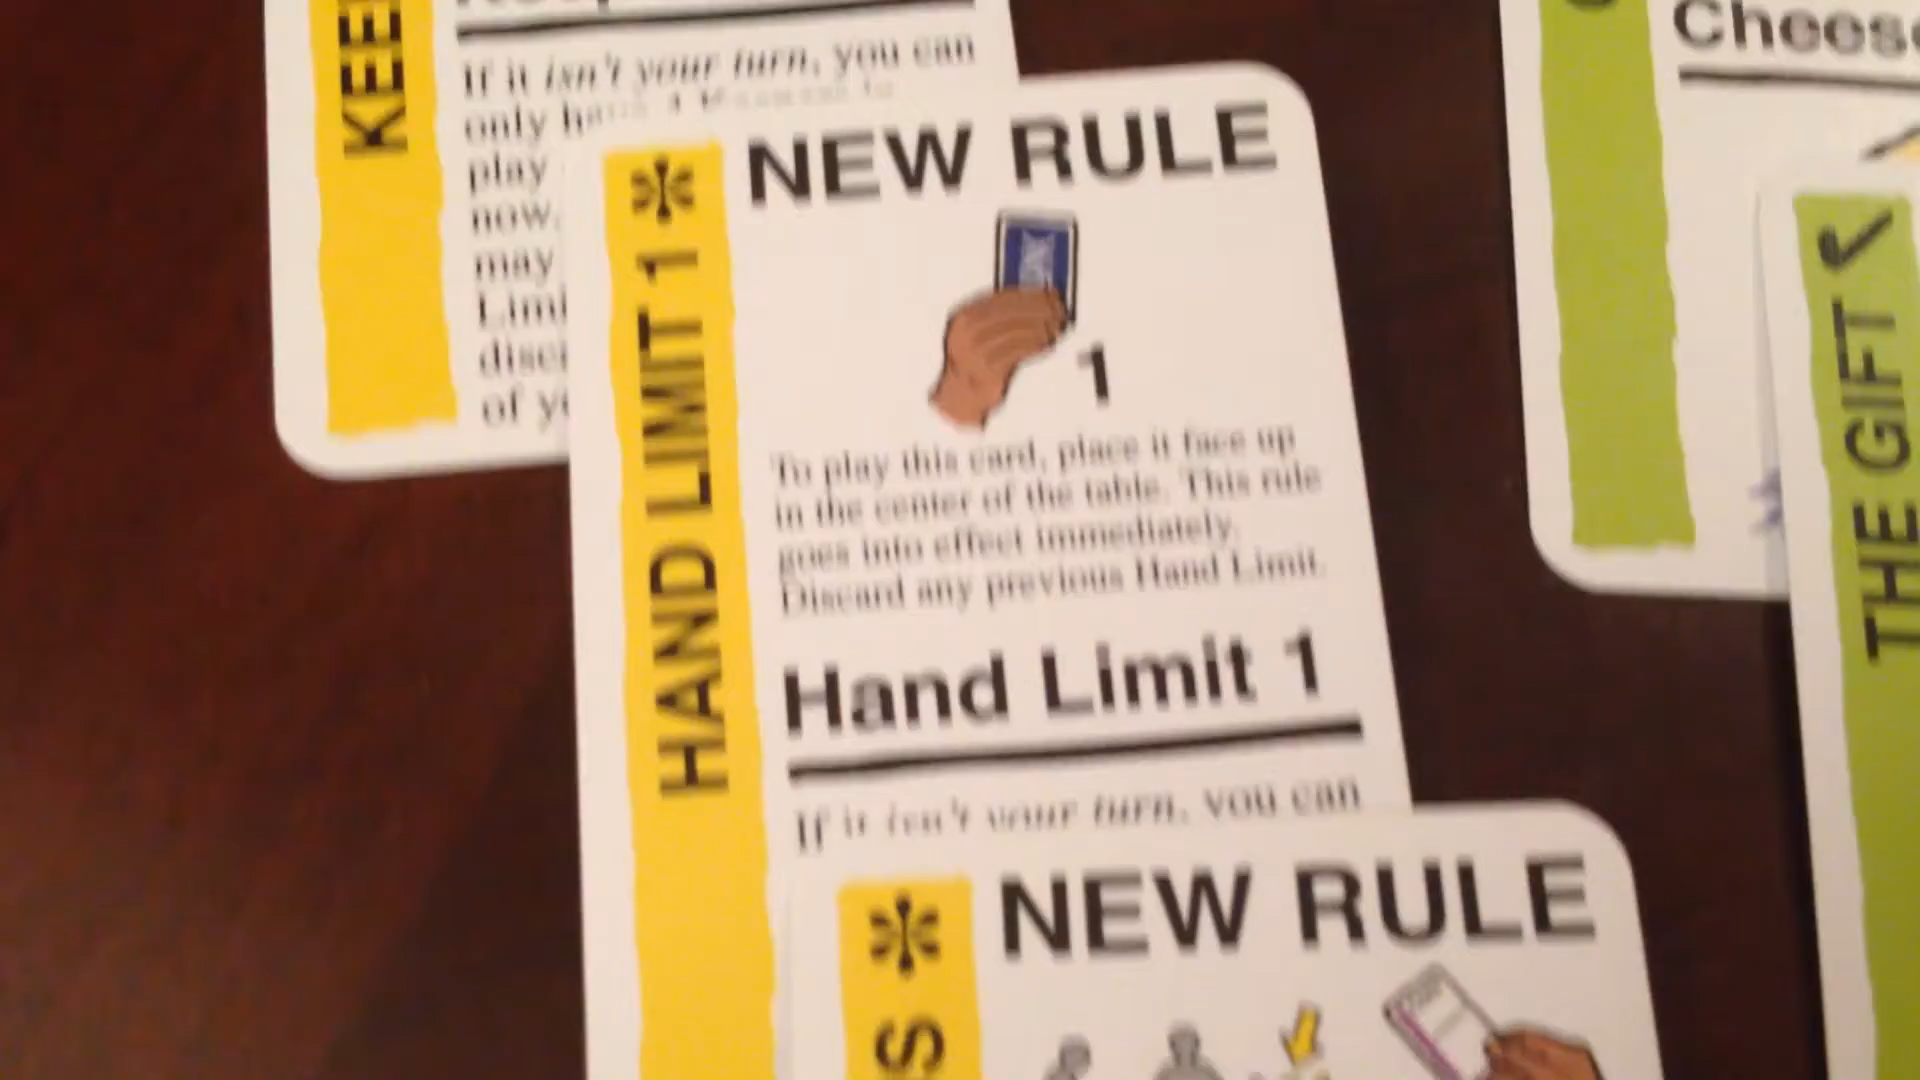 KEE
If it isn't your turn, you can
only
play
now.
may
Limi
disc
of y
NEW RULE
HAND LIMIT 1
1
To play this card, place it face up
in the center of the table. This rule
goes into effect immediately.
Discard any previous Hand Limit.
Hand Limit 1
If it isn't your turn, you can
NEW RULE
S
Cheese
THE GIFT